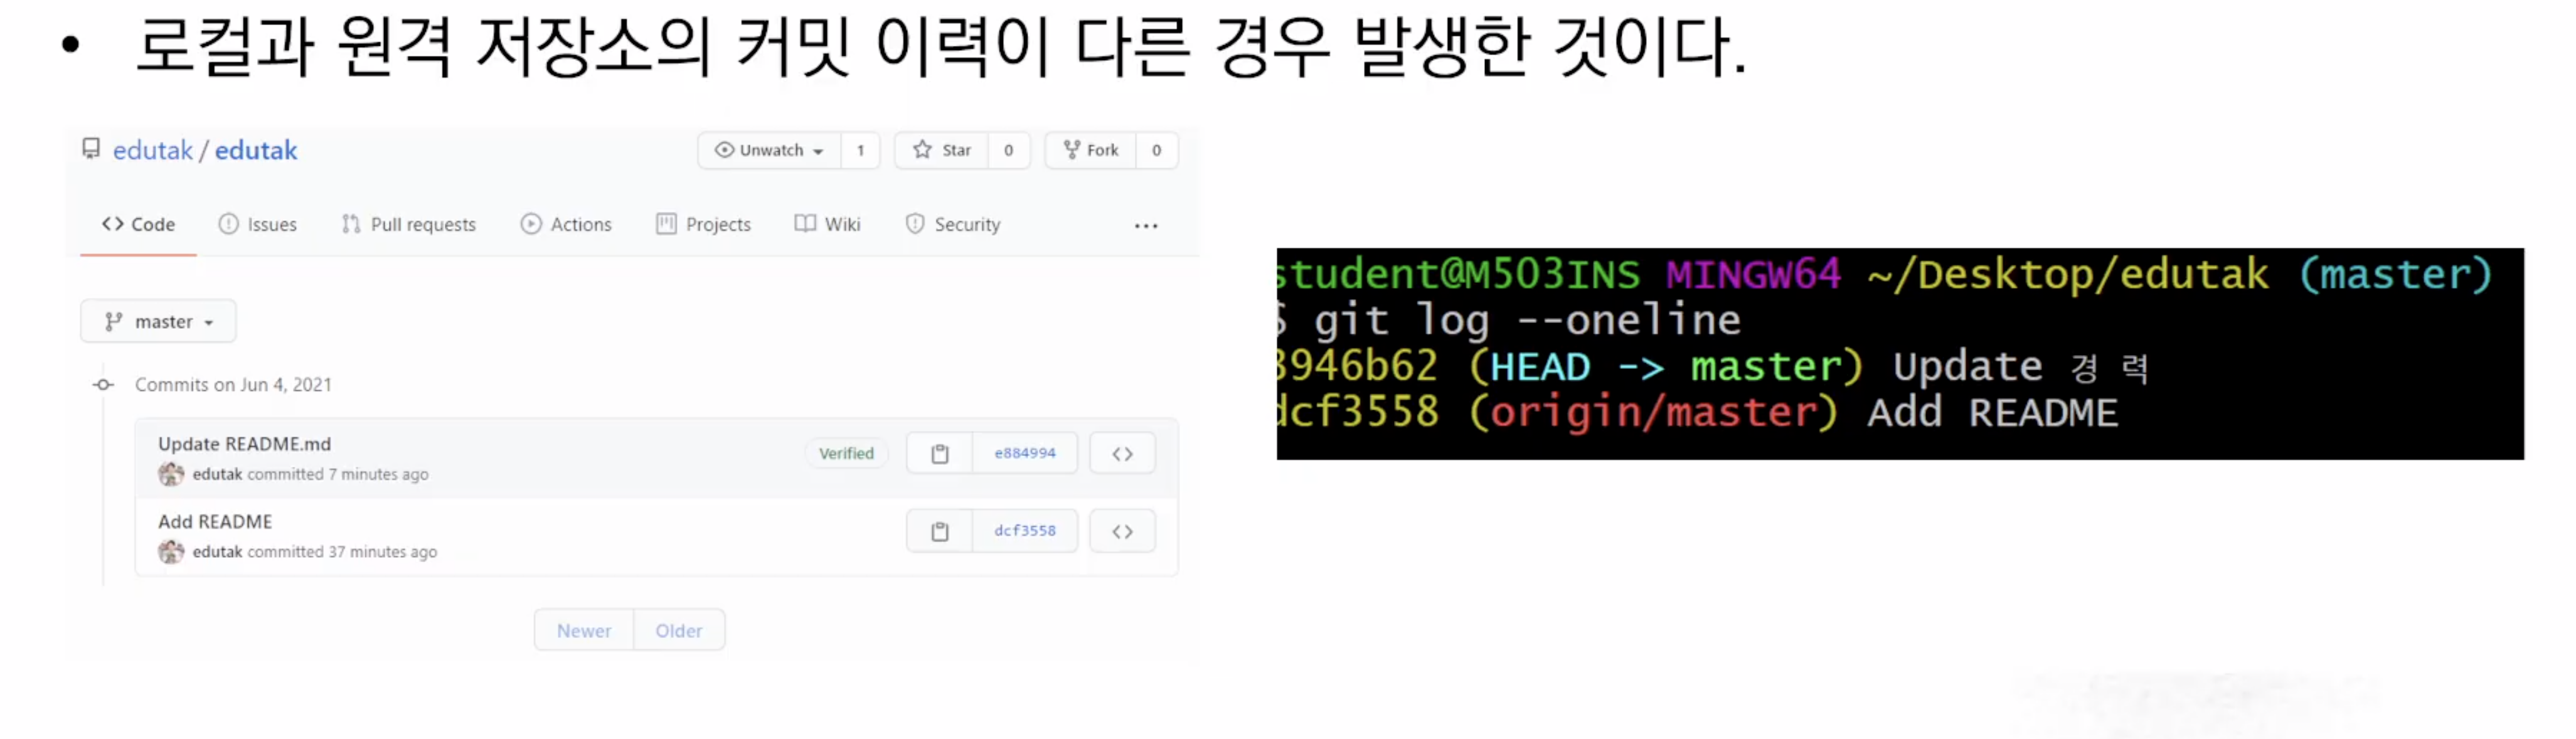 • 로컬과 원격 저장소의 커밋 이력이 다른 경우 발생한 것이다.
edutak / edutak
Unwatch 1
Star 0
Fork 0
<> Code
Issues
Pull requests
Actions
Projects
Wiki
Security
...
master
Commits on Jun 4, 2021
Update README.md
edutak committed 7 minutes ago
Verified
e884994
<>
Add README
edutak committed 37 minutes ago
dcf3558
<>
Newer
Older
student@M503INS MINGW64 ~/Desktop/edutak (master)
$ git log --oneline
3946b62 (HEAD -> master) Update 경 력
dcf3558 (origin/master) Add README